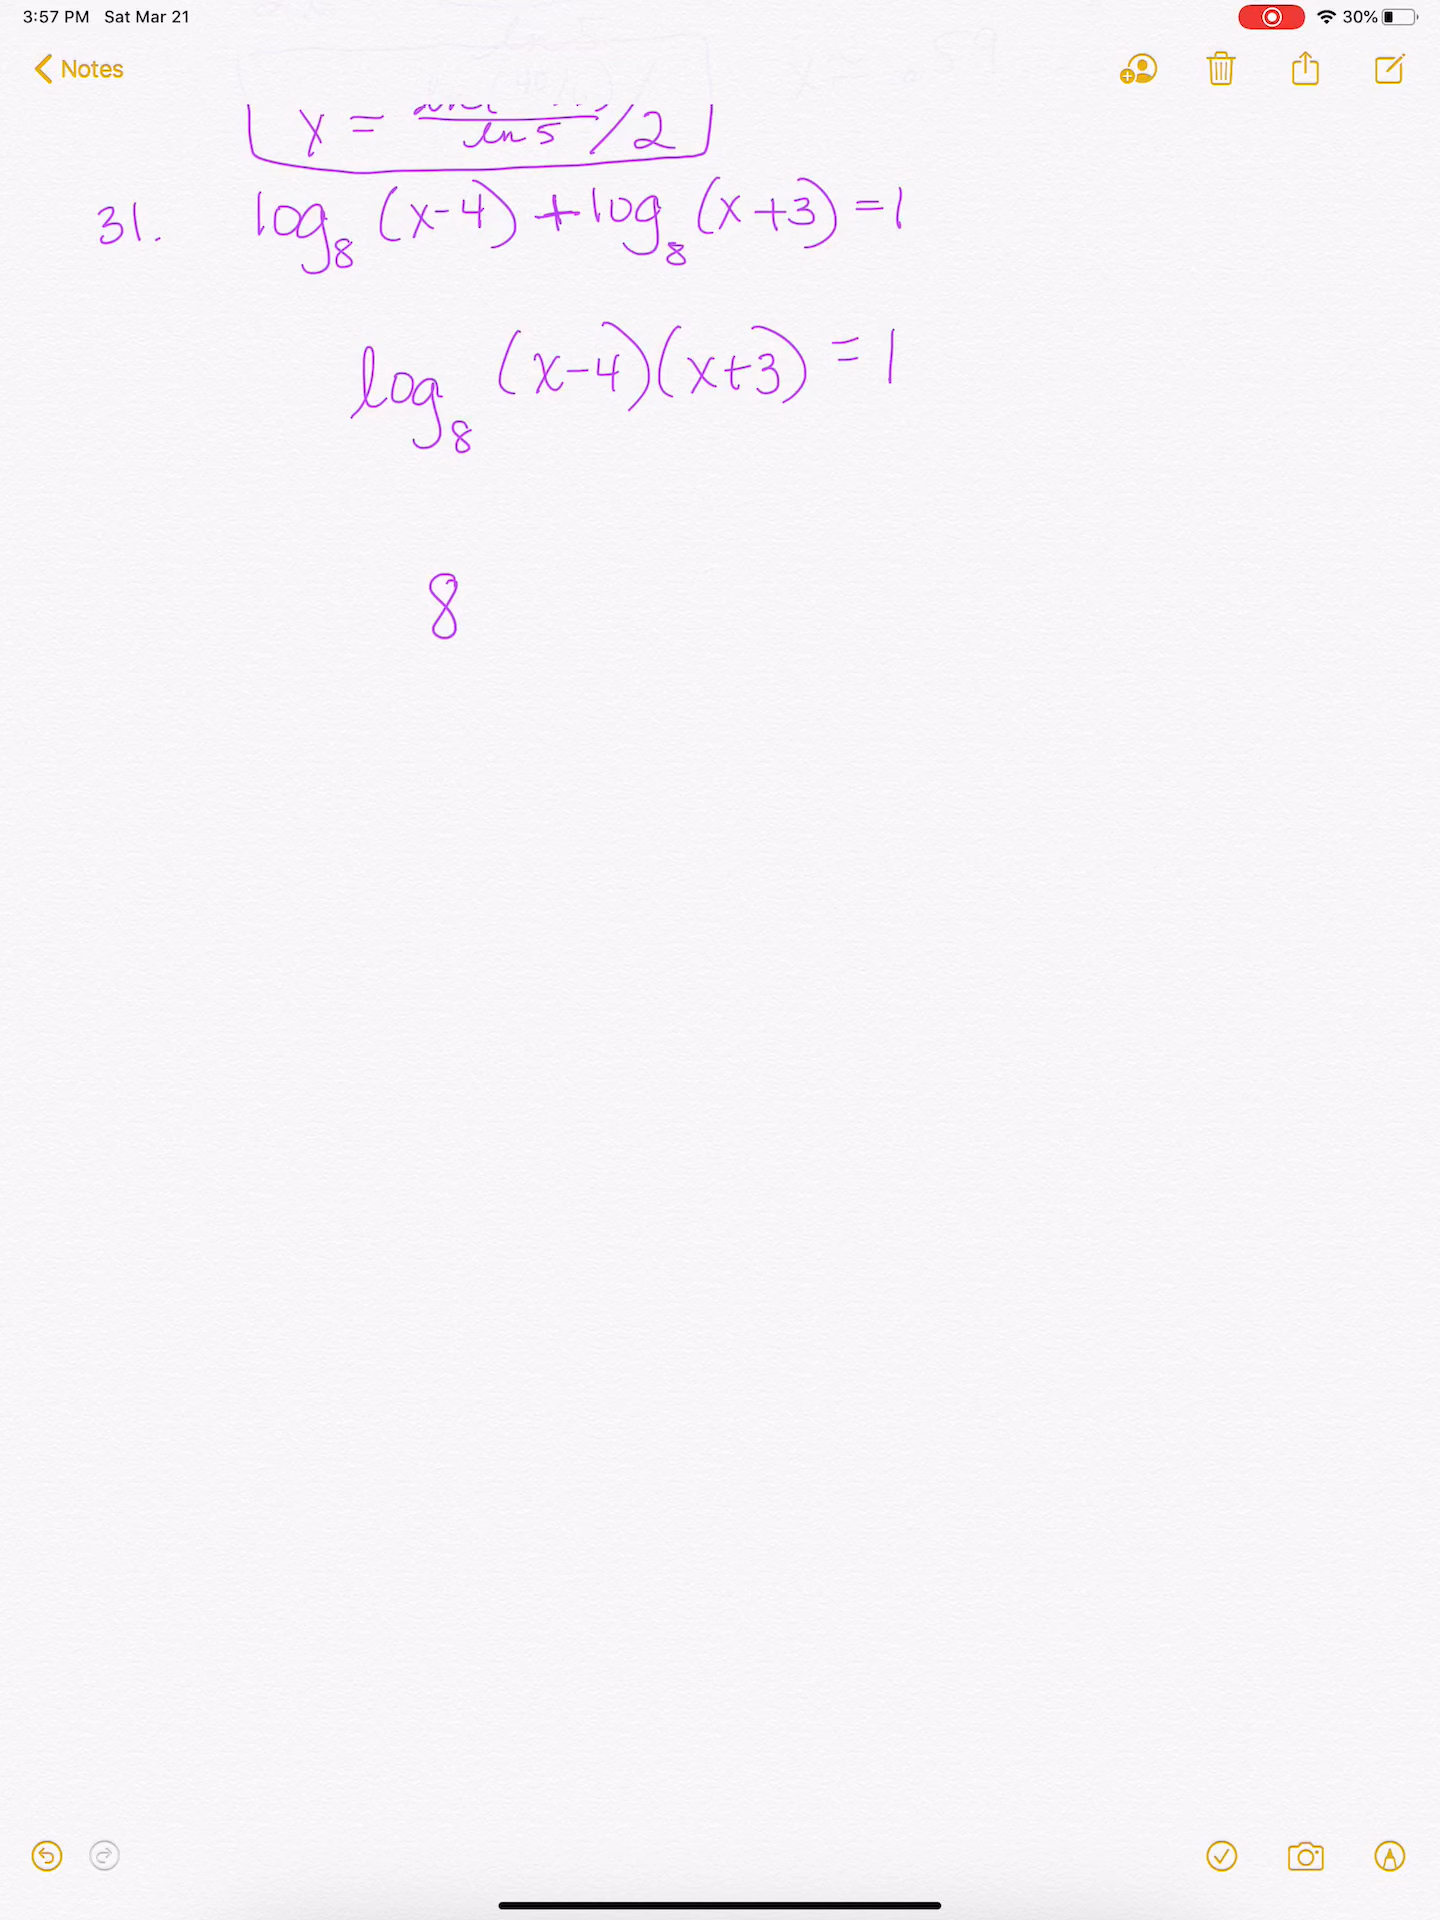 3:57 PM Sat Mar 21 30%
Notes
x = / ln 5 /2
31. log₈ (x-4) + log₈ (x+3) = 1
log₈ (x-4)(x+3) = 1
8